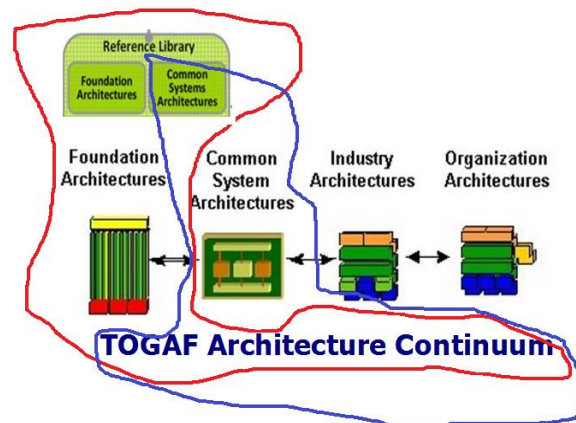 Reference Library
Foundation
Architectures
Common
Systems
Architectures
Foundation
Architectures
Common
System
Architectures
Industry
Architectures
Organization
Architectures
TOGAF Architecture Continuum